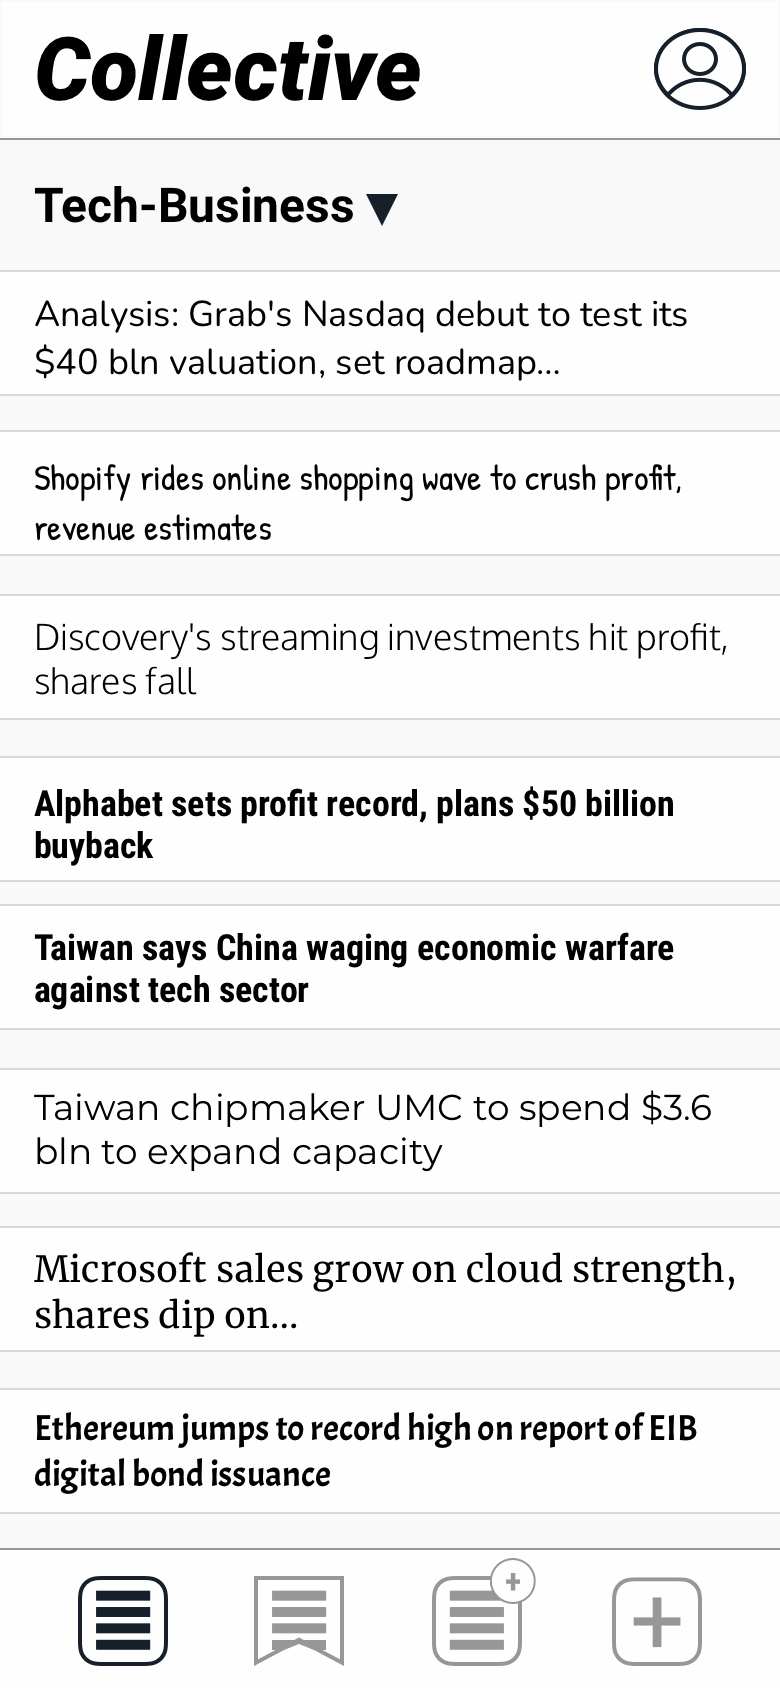 Collective
Tech-Business
Analysis: Grab's Nasdaq debut to test its
$40 bln valuation, set roadmap...
Shopify rides online shopping wave to crush profit,
revenue estimates
Discovery's streaming investments hit profit,
shares fall
Alphabet sets profit record, plans $50 billion
buyback
Taiwan says China waging economic warfare
against tech sector
Taiwan chipmaker UMC to spend $3.6
bln to expand capacity
Microsoft sales grow on cloud strength,
shares dip on...
Ethereum jumps to record high on report of EIB
digital bond issuance